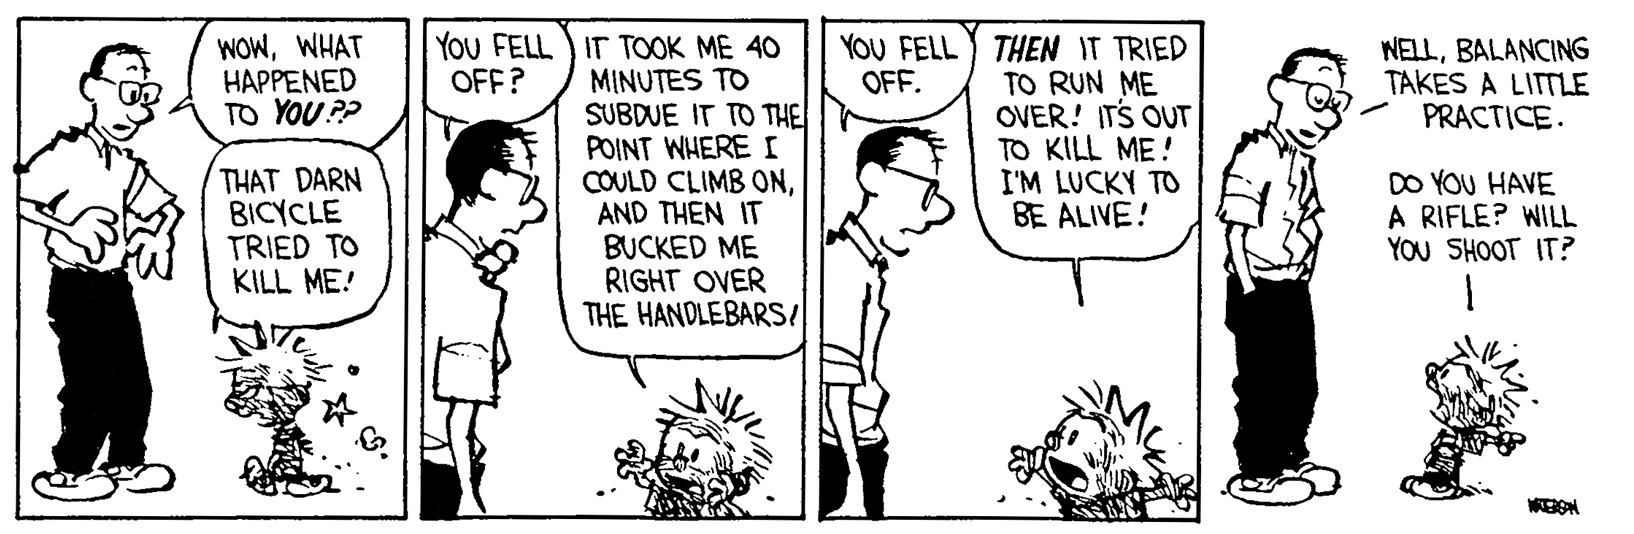 WOW, WHAT
HAPPENED
TO YOU??
THAT DARN
BICYCLE
TRIED TO
KILL ME!
YOU FELL
OFF?
IT TOOK ME 40
MINUTES TO
SUBDUE IT TO THE
POINT WHERE I
COULD CLIMB ON,
AND THEN IT
BUCKED ME
RIGHT OVER
THE HANDLEBARS!
YOU FELL
OFF.
THEN IT TRIED
TO RUN ME
OVER! IT'S OUT
TO KILL ME!
I'M LUCKY TO
BE ALIVE!
WELL, BALANCING
TAKES A LITTLE
PRACTICE.
DO YOU HAVE
A RIFLE? WILL
YOU SHOOT IT?
WATTERSON